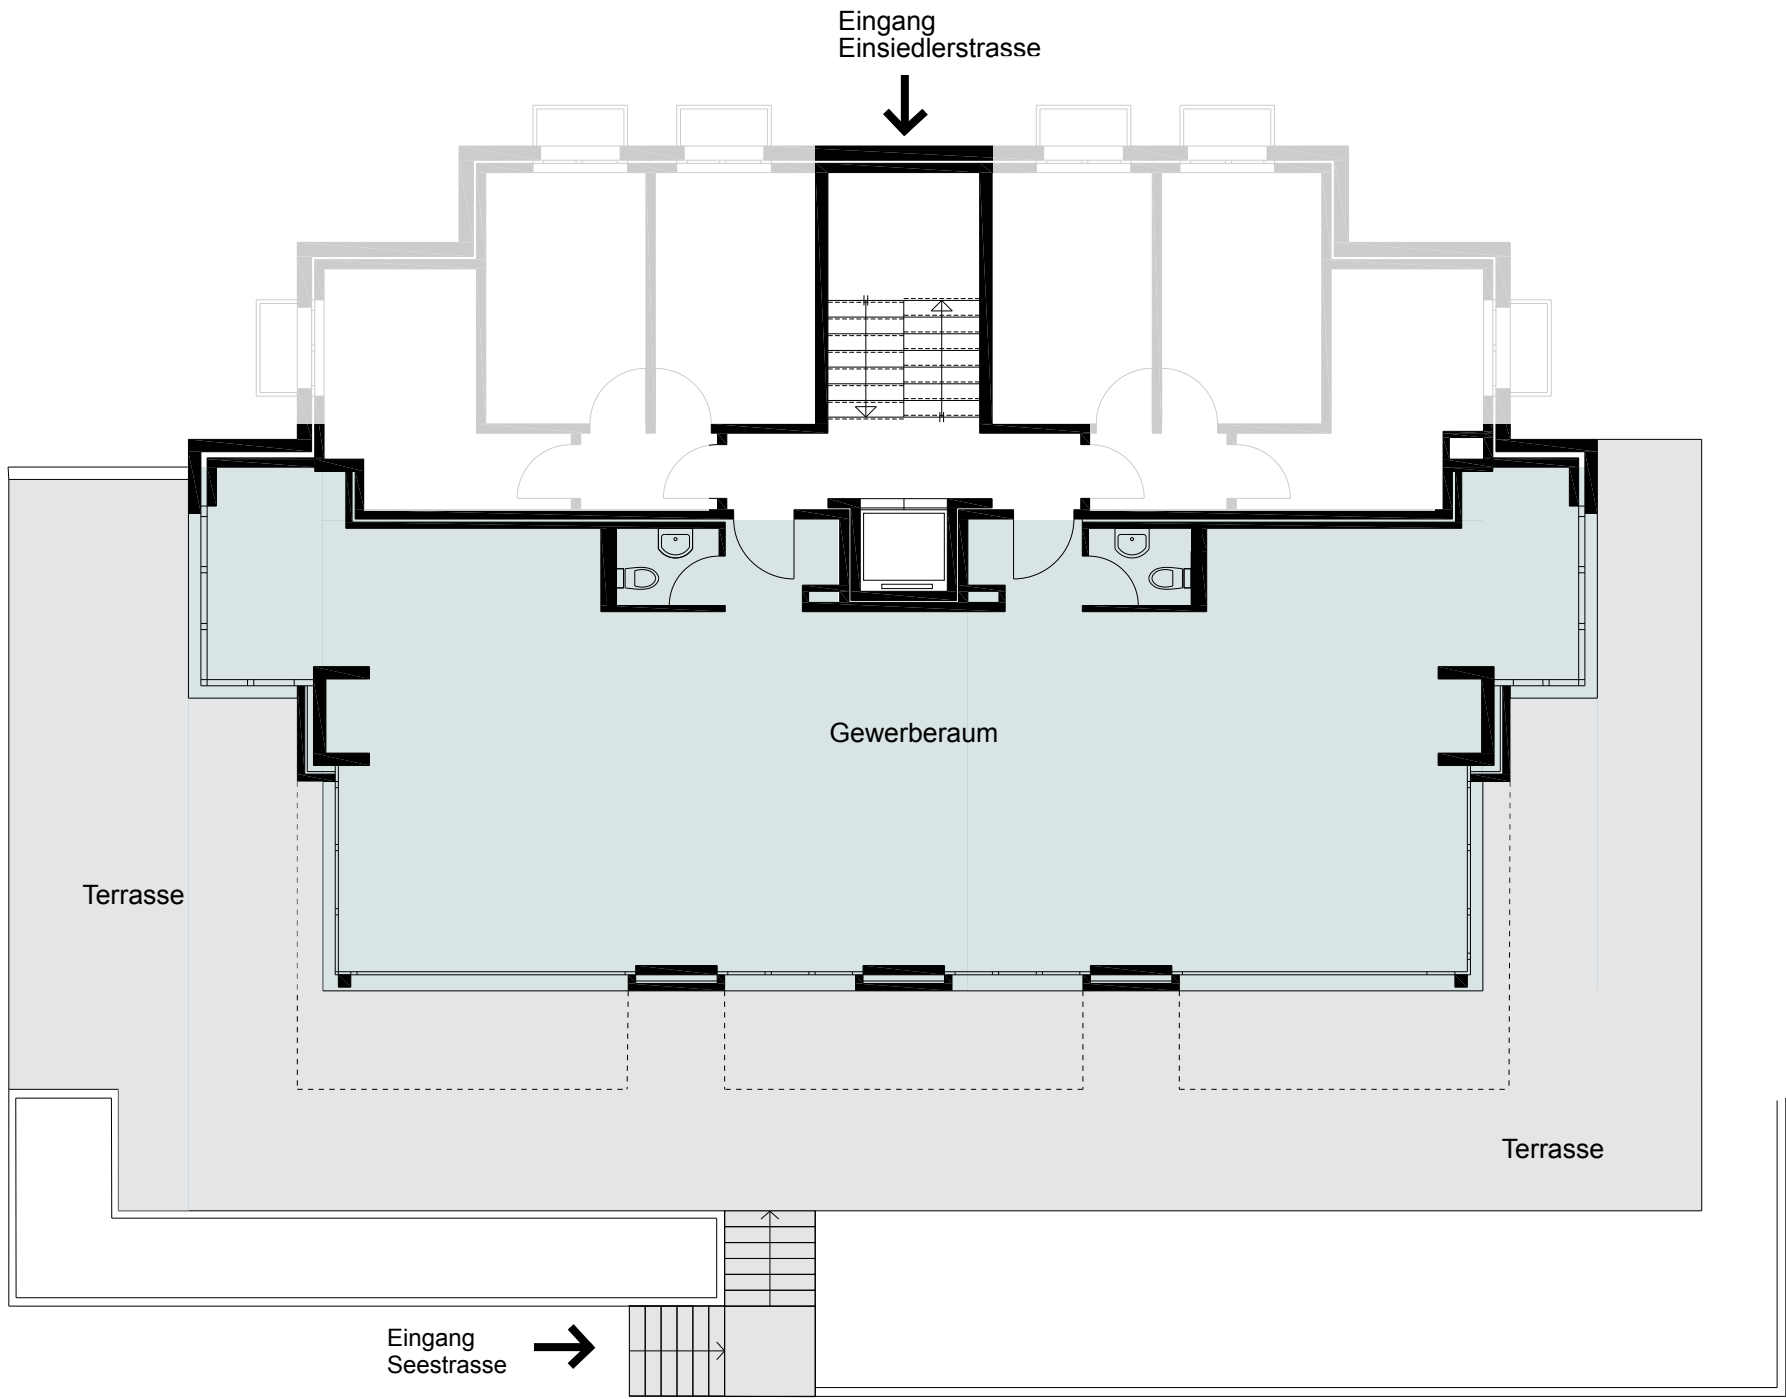 Eingang
Einsiedlerstrasse
Gewerberaum
Terrasse
Terrasse
Eingang
Seestrasse